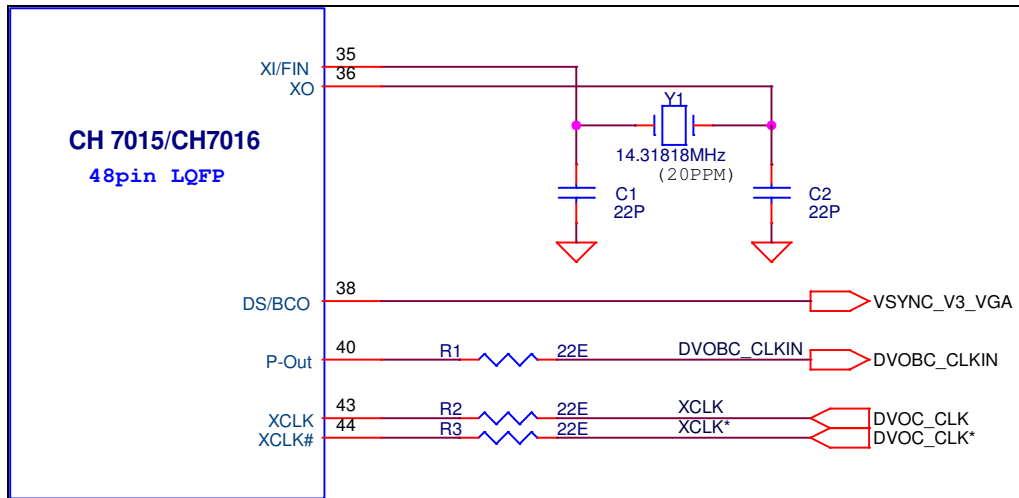 35
XI/FIN
36
XO
Y1
CH 7015/CH7016
14.31818MHz
48pin LQFP
(20PPM)
C1
C2
22P
22P
38
DS/BCO
VSYNC_V3_VGA
40
R1 22E DVOBC_CLKIN
P-Out
DVOBC_CLKIN
43
R2 22E XCLK
XCLK
DVOC_CLK
44
R3 22E XCLK*
XCLK#
DVOC_CLK*